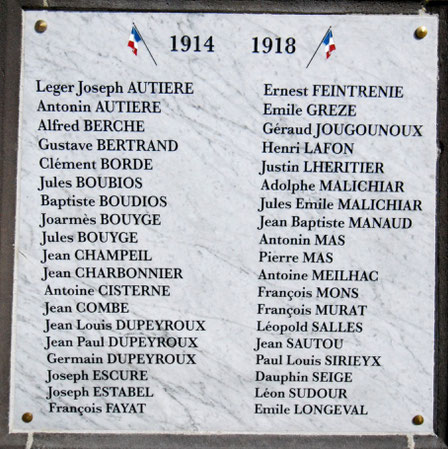 1914 1918
Leger Joseph AUTIERE
Antonin AUTIERE
Alfred BERCHE
Gustave BERTRAND
Clément BORDE
Jules BOUBIOS
Baptiste BOUDIOS
Joarmès BOUYGE
Jules BOUYGE
Jean CHAMPEIL
Jean CHARBONNIER
Antoine CISTERNE
Jean COMBE
Jean Louis DUPEYROUX
Jean Paul DUPEYROUX
Germain DUPEYROUX
Joseph ESCURE
Joseph ESTABEL
François FAYAT
Ernest FEINTRENIE
Emile GREZE
Géraud JOUGOUNOUX
Henri LAFON
Justin LHERITIER
Adolphe MALICHIAR
Jules Emile MALICHIAR
Jean Baptiste MANAUD
Antonin MAS
Pierre MAS
Antoine MEILHAC
François MONS
François MURAT
Léopold SALLES
Jean SAUTOU
Paul Louis SIRIEYX
Dauphin SEIGE
Léon SUDOUR
Emile LONGEVAL